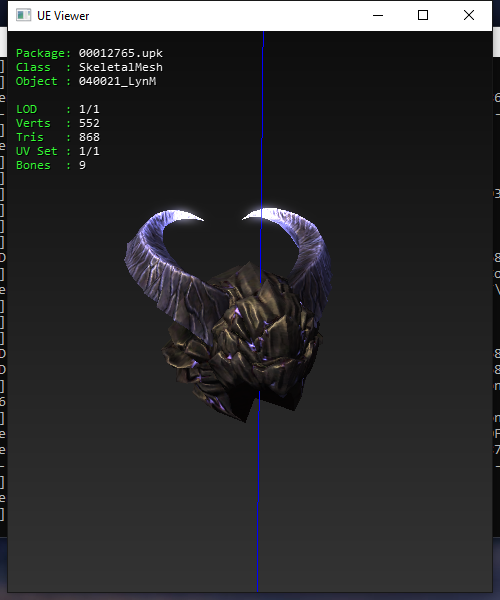 UE Viewer
Package: 00012765.upk
Class : SkeletalMesh
Object : 040021_LynM
LOD : 1/1
Verts : 552
Tris : 868
UV Set : 1/1
Bones : 9